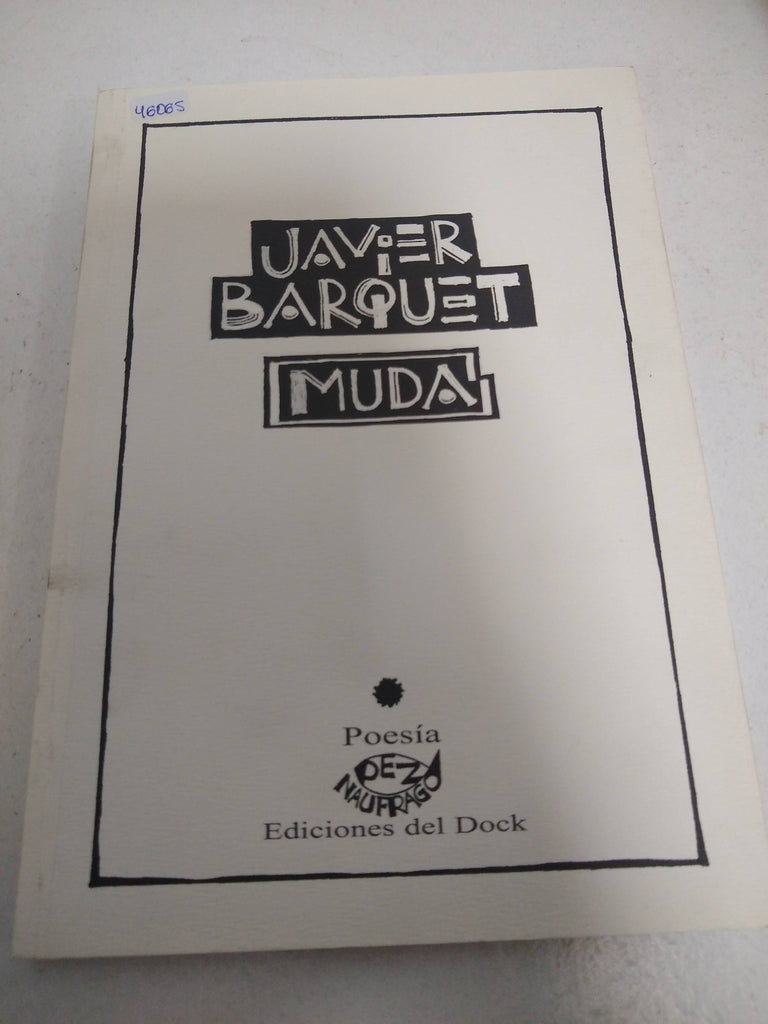 46065
JAViER
BARQUET
MUDA
Poesía
PEZ
NAUFRAGO
Ediciones del Dock